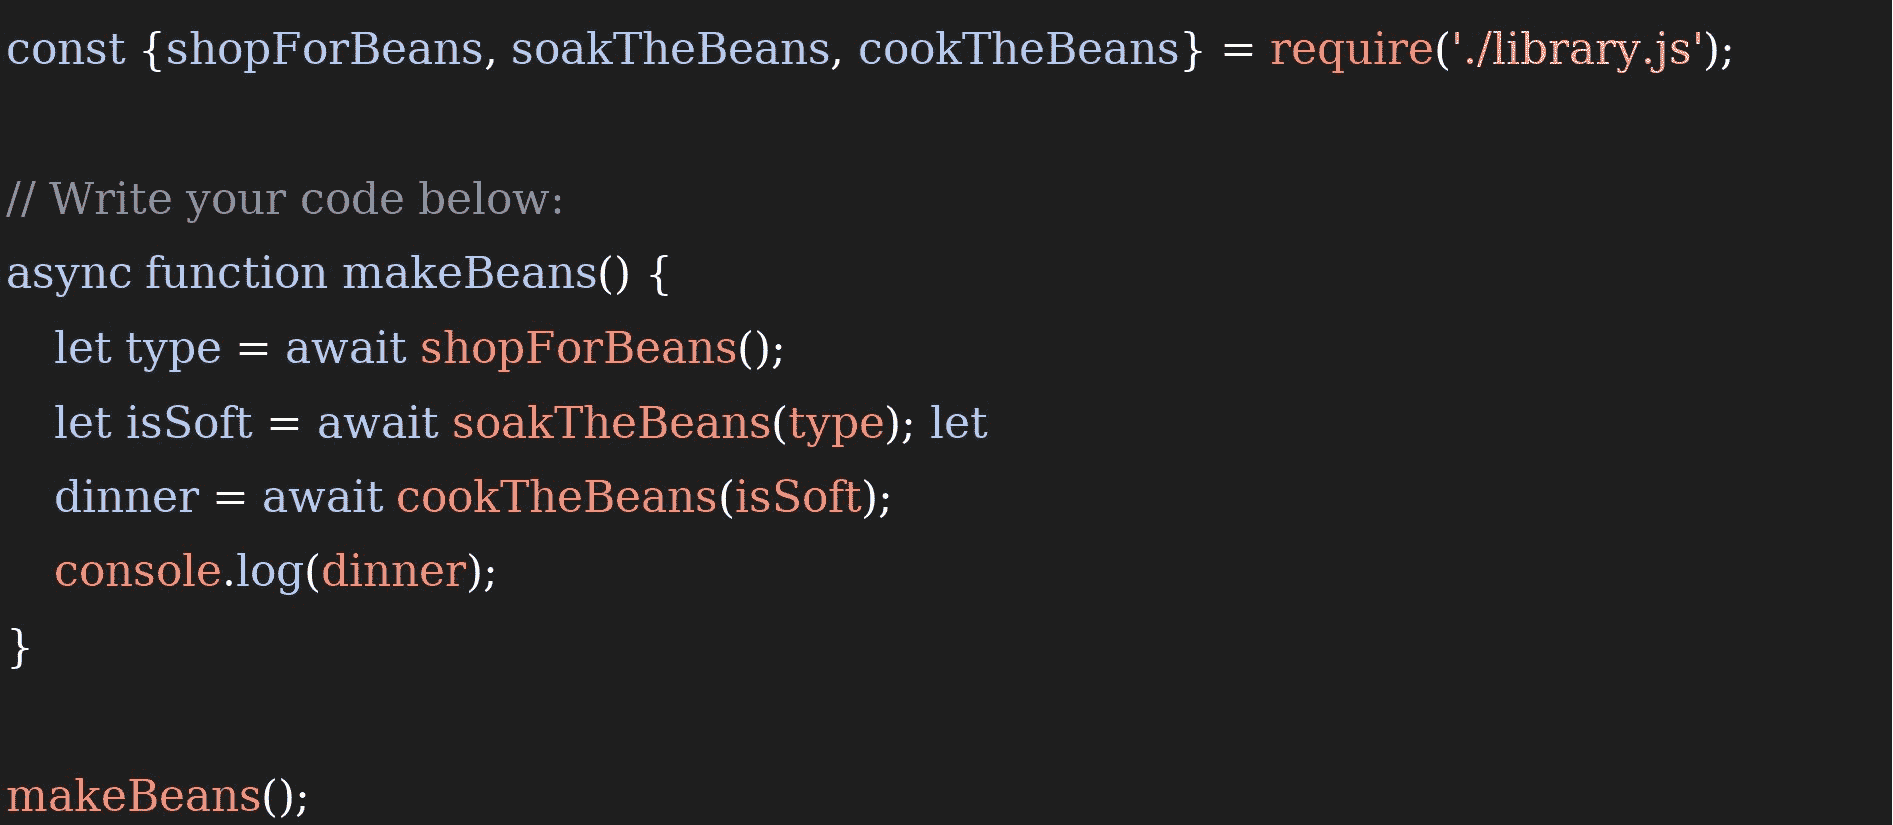 const {shopForBeans, soakTheBeans, cookTheBeans} = require('./library.js');
// Write your code below:
async function makeBeans() {
let type = await shopForBeans();
let isSoft = await soakTheBeans(type); let
dinner = await cookTheBeans(isSoft);
console.log(dinner);
}
makeBeans();